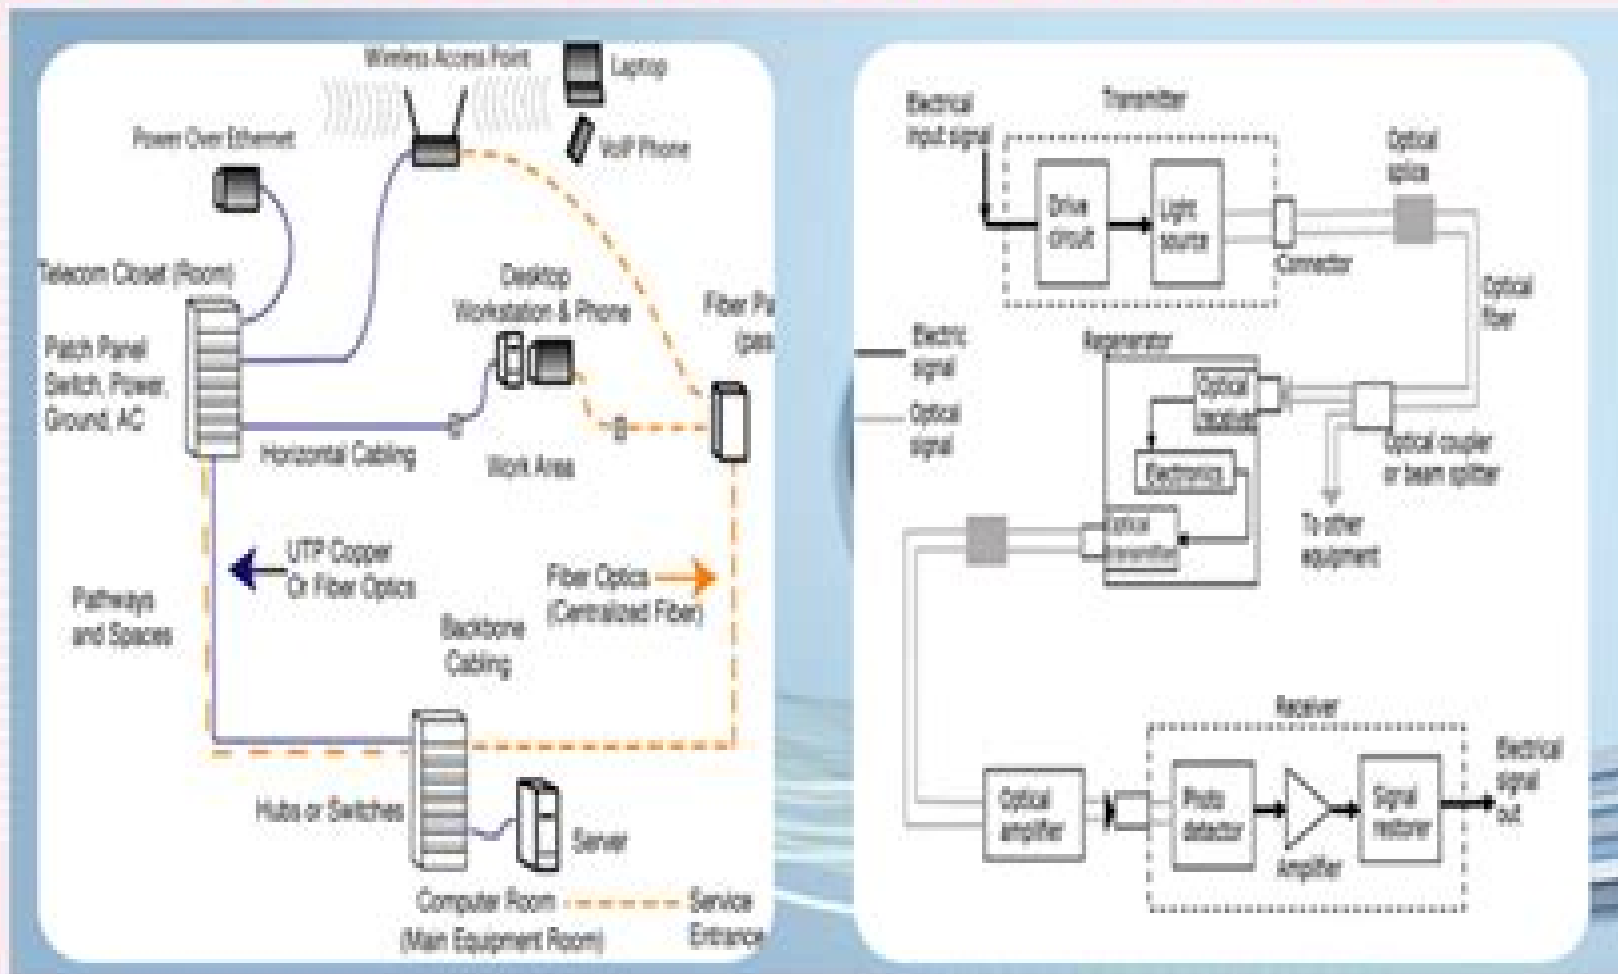 Wireless Access Point
Laptop
Power Over Ethernet
VoIP Phone
Telecom Closet (Room)
Desktop
Workstation & Phone
Fiber Pa
(pas
Patch Panel
Switch, Power,
Ground, AC
Horizontal Cabling
Work Area
UTP Copper
Or Fiber Optics
Fiber Optics
(Centralized Fiber)
Pathways
and Spaces
Backbone
Cabling
Hubs or Switches
Server
Computer Room
(Main Equipment Room)
Service
Entrance
Electrical
input signal
Transmitter
Optical
splice
Drive
circuit
Light
source
Connector
Optical
fiber
Electric
signal
Optical
signal
Regenerator
Optical
receiver
Electronics
Optical
transmitter
Optical coupler
or beam splitter
To other
equipment
Receiver
Optical
amplifier
Photo
detector
Amplifier
Signal
restorer
Electrical
signal
out